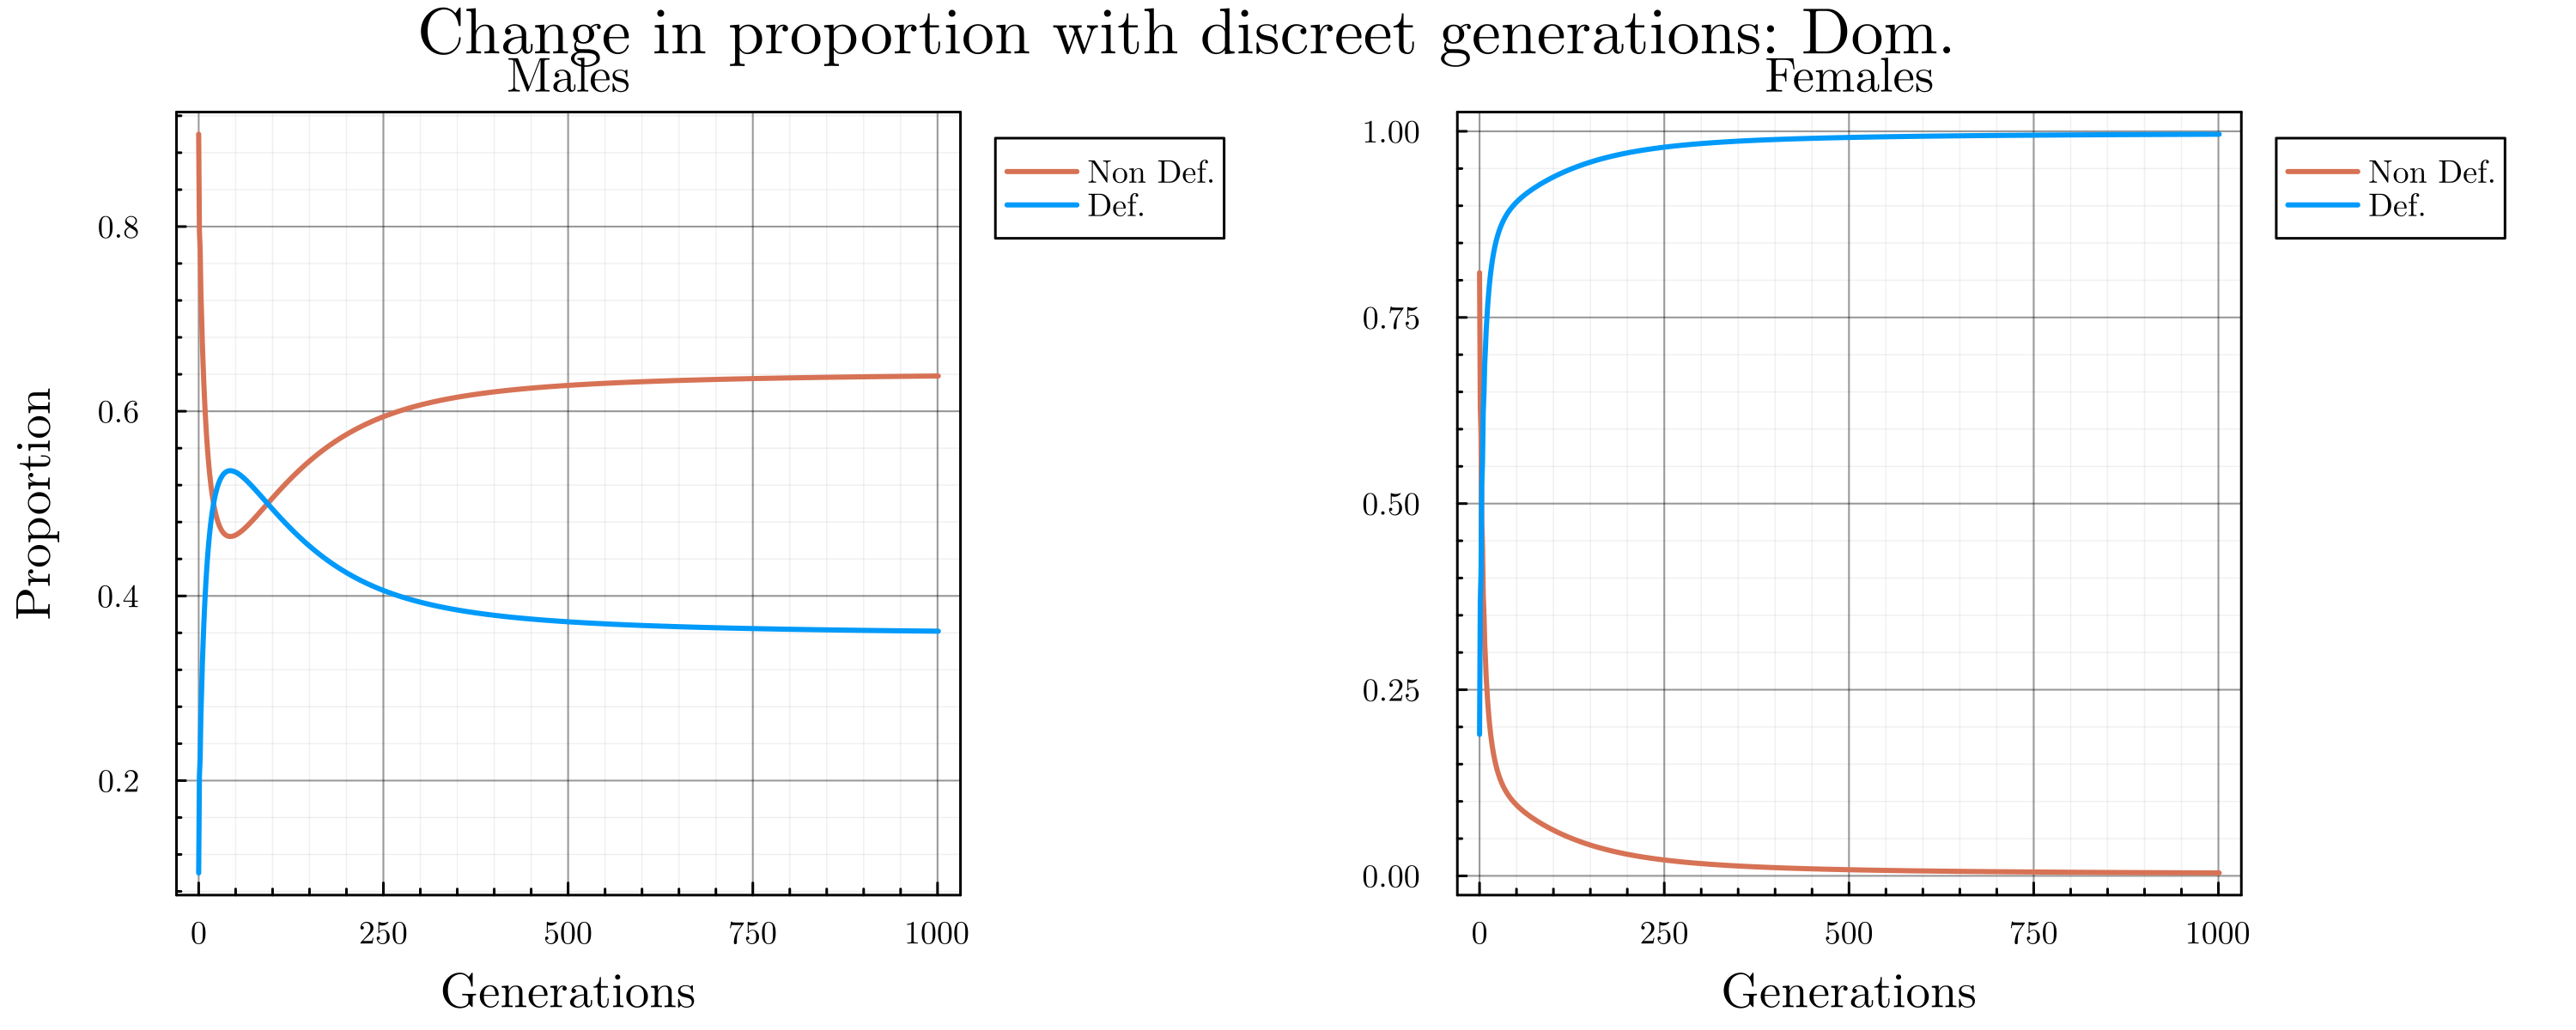 Change in proportion with discreet generations: Dom.
Males
Proportion
0.8
0.6
0.4
0.2
0 250 500 750 1000
Generations
Non Def.
Def.
Females
1.00
0.75
0.50
0.25
0.00
0 250 500 750 1000
Generations
Non Def.
Def.